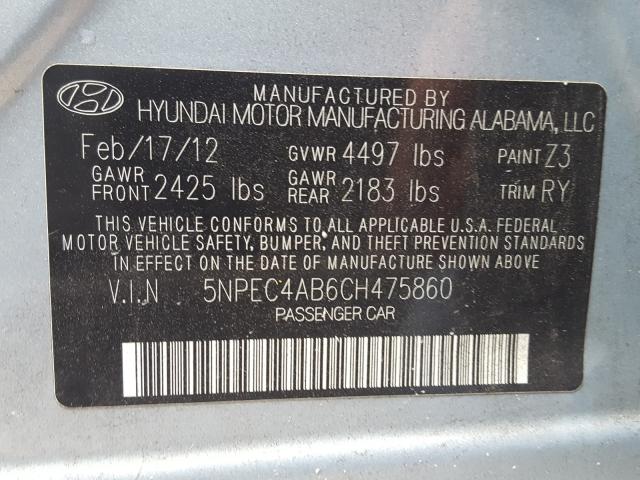 MANUFACTURED BY
HYUNDAI MOTOR MANUFACTURING ALABAMA, LLC
Feb/17/12 GVWR 4497 lbs PAINT Z3
GAWR FRONT 2425 lbs GAWR REAR 2183 lbs TRIM RY
THIS VEHICLE CONFORMS TO ALL APPLICABLE U.S.A. FEDERAL
MOTOR VEHICLE SAFETY, BUMPER, AND THEFT PREVENTION STANDARDS
IN EFFECT ON THE DATE OF MANUFACTURE SHOWN ABOVE.
V.I.N 5NPEC4AB6CH475860
PASSENGER CAR